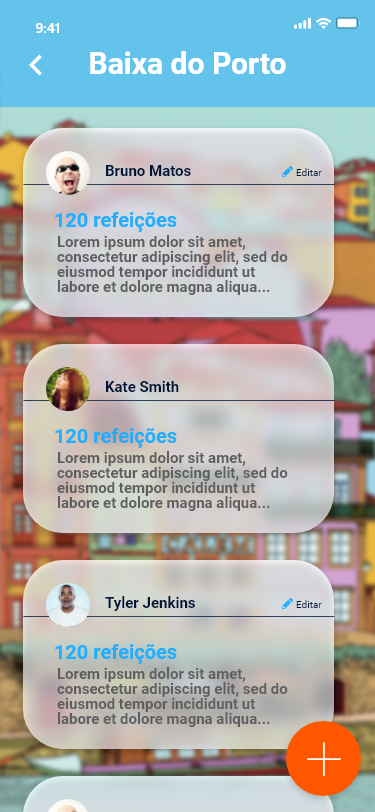 9:41
Baixa do Porto
Bruno Matos
Editar
120 refeições
Lorem ipsum dolor sit amet,
consectetur adipiscing elit, sed do
eiusmod tempor incididunt ut
labore et dolore magna aliqua...
Kate Smith
120 refeições
Lorem ipsum dolor sit amet,
consectetur adipiscing elit, sed do
eiusmod tempor incididunt ut
labore et dolore magna aliqua...
Tyler Jenkins
Editar
120 refeições
Lorem ipsum dolor sit amet,
consectetur adipiscing elit, sed do
eiusmod tempor incididunt ut
labore et dolore magna aliqua...